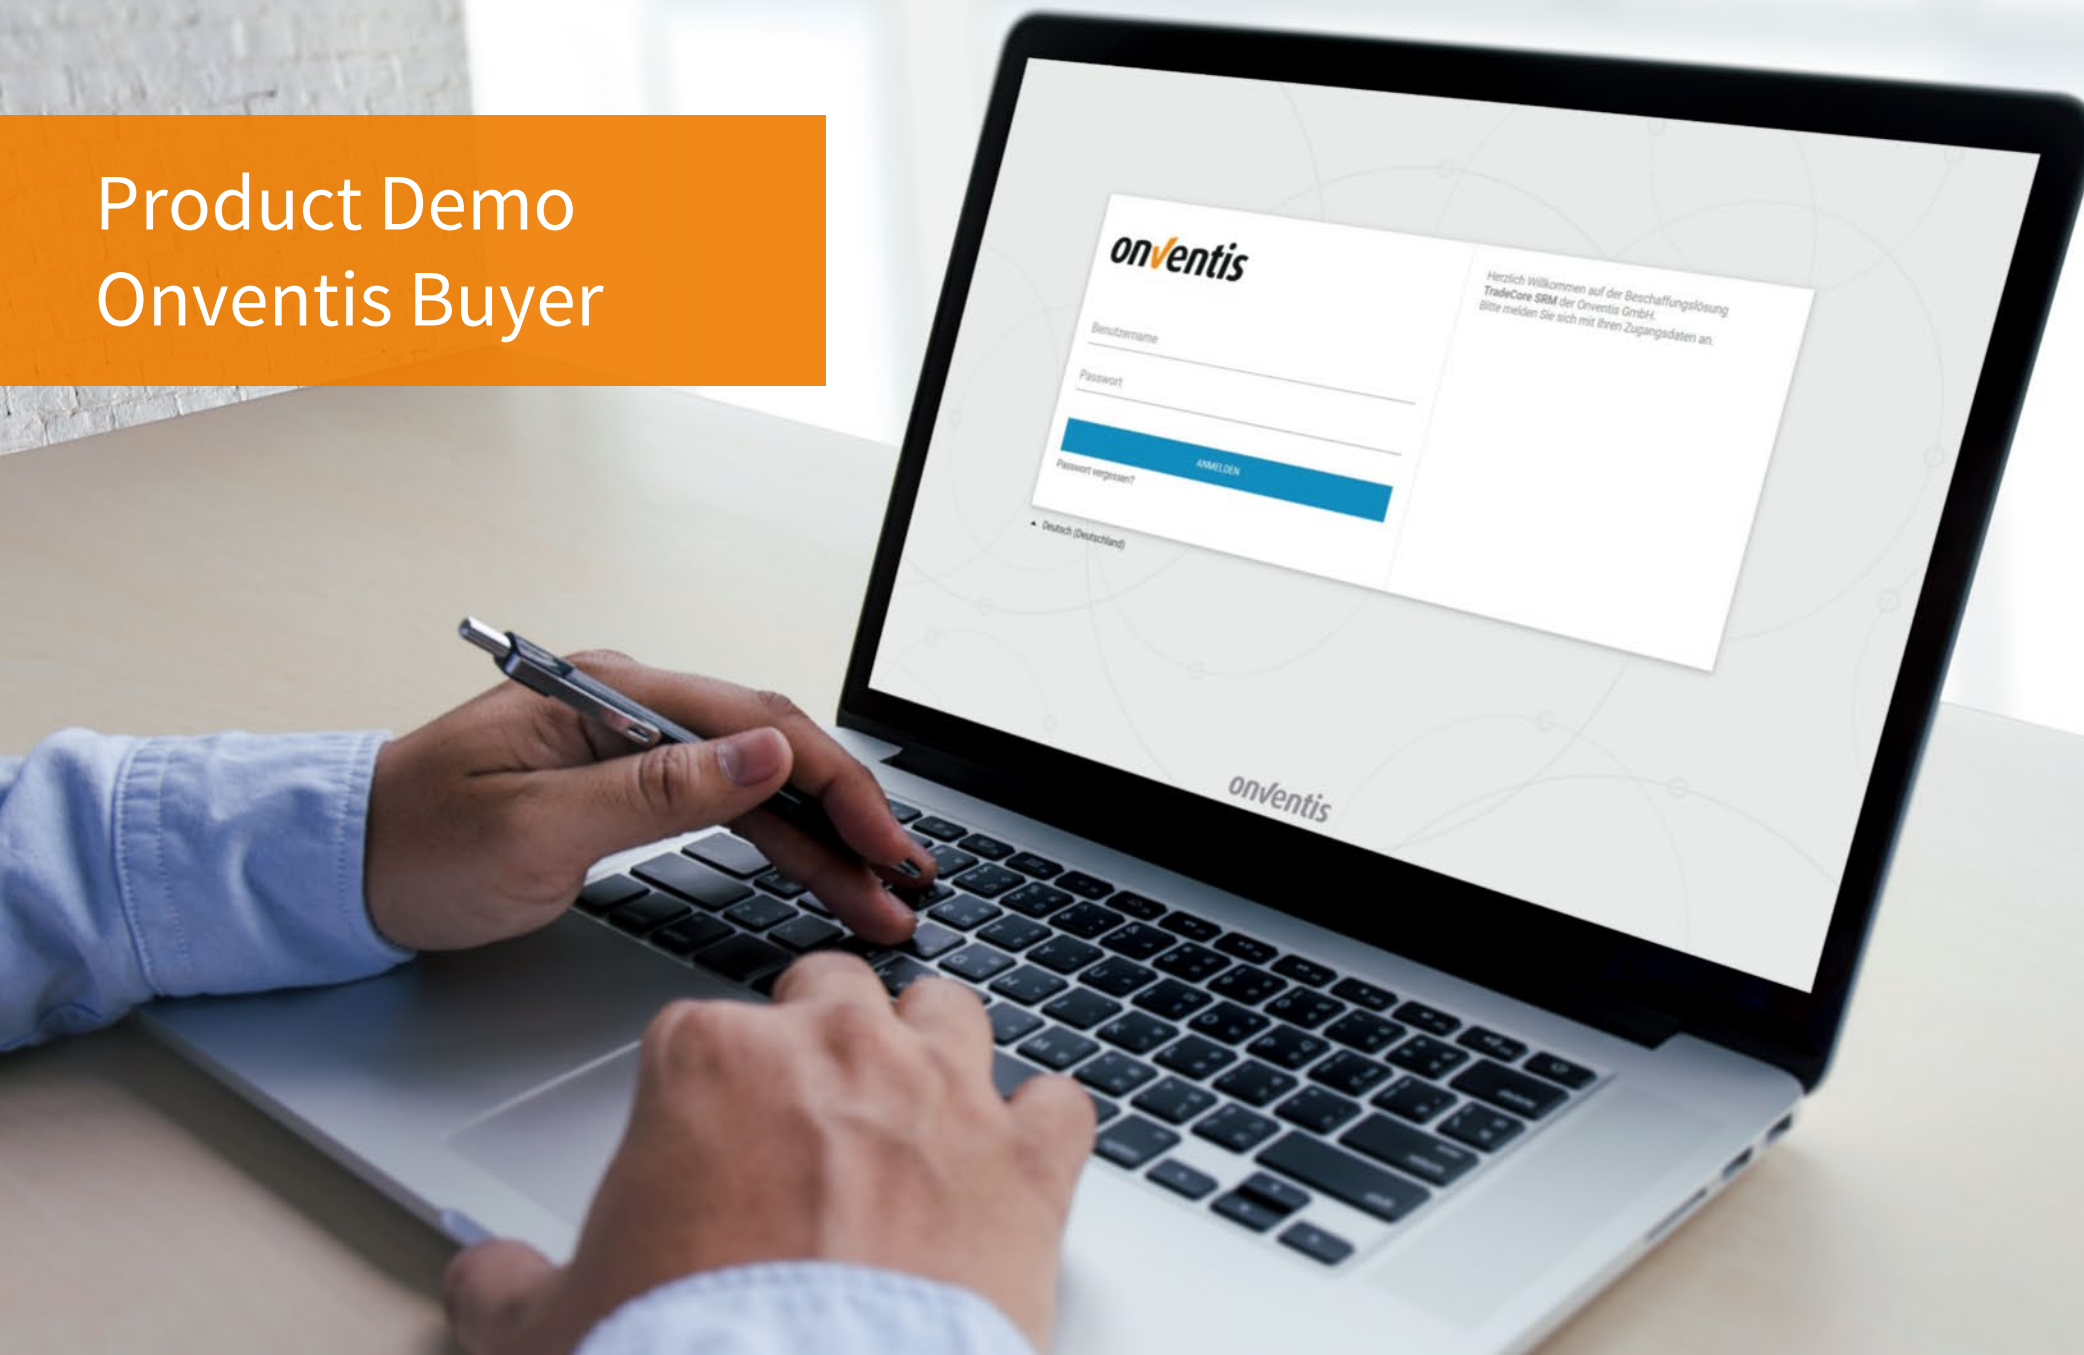 Product Demo
Onventis Buyer
onventis
Benutzername
Passwort
ANMELDEN
Passwort vergessen?
Deutsch (Deutschland)
Herzlich Willkommen auf der Beschaffungslösung
TradeCore SRM der Onventis GmbH.
Bitte melden Sie sich mit Ihren Zugangsdaten an.
onventis